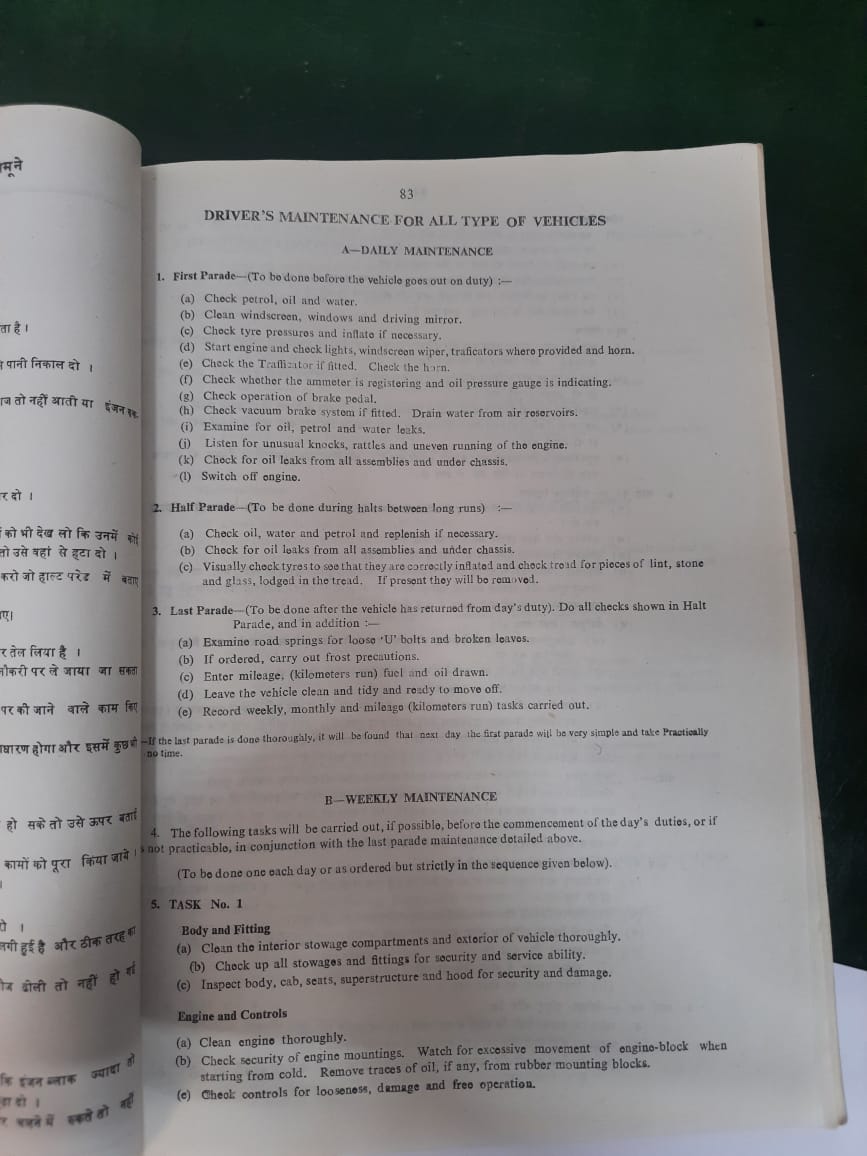 मूने
ता है ।
पानी निकाल दो ।
तो नहीं आती या इंजन
र दो ।
को भी देख लो कि उनमें कोई
तो उसे वहां से हटा दो ।
करो जो हाल्ट परेड में बताए
ए।
र तेल लिया है ।
पर ले जाया जा सकता
पर की जाने वाले काम किए
धारण होगा और इसमें कुछ भी
हो सके तो उसे ऊपर बताई
कामों को पूरा किया जाये ।
।
लगी हुई है और ठीक तरह का
ढीली तो नहीं हो गई
कि इंजन ब्लाक ज्यादा तो
दो ।
सकते तो नहीं
83
DRIVER'S MAINTENANCE FOR ALL TYPE OF VEHICLES
A—DAILY MAINTENANCE
1. First Parade—(To be done before the vehicle goes out on duty) :—
(a) Check petrol, oil and water.
(b) Clean windscreen, windows and driving mirror.
(c) Check tyre pressures and inflate if necessary.
(d) Start engine and check lights, windscreen wiper, traficators where provided and horn.
(e) Check the Trafficator if fitted. Check the horn.
(f) Check whether the ammeter is registering and oil pressure gauge is indicating.
(g) Check operation of brake pedal.
(h) Check vacuum brake system if fitted. Drain water from air reservoirs.
(i) Examine for oil, petrol and water leaks.
(j) Listen for unusual knocks, rattles and uneven running of the engine.
(k) Check for oil leaks from all assemblies and under chassis.
(l) Switch off engine.
2. Half Parade—(To be done during halts between long runs) :—
(a) Check oil, water and petrol and replenish if necessary.
(b) Check for oil leaks from all assemblies and under chassis.
(c) Visually check tyres to see that they are correctly inflated and check tread for pieces of lint, stone
and glass, lodged in the tread. If present they will be removed.
3. Last Parade—(To be done after the vehicle has returned from day's duty). Do all checks shown in Halt
Parade, and in addition :—
(a) Examine road springs for loose 'U' bolts and broken leaves.
(b) If ordered, carry out frost precautions.
(c) Enter mileage, (kilometers run) fuel and oil drawn.
(d) Leave the vehicle clean and tidy and ready to move off.
(e) Record weekly, monthly and mileage (kilometers run) tasks carried out.
—If the last parade is done thoroughly, it will be found that next day the first parade will be very simple and take Practically
no time.
B—WEEKLY MAINTENANCE
4. The following tasks will be carried out, if possible, before the commencement of the day's duties, or if
not practicable, in conjunction with the last parade maintenance detailed above.
(To be done one each day or as ordered but strictly in the sequence given below).
5. TASK No. 1
Body and Fitting
(a) Clean the interior stowage compartments and exterior of vehicle thoroughly.
(b) Check up all stowages and fittings for security and service ability.
(c) Inspect body, cab, seats, superstructure and hood for security and damage.
Engine and Controls
(a) Clean engine thoroughly.
(b) Check security of engine mountings. Watch for excessive movement of engine-block when
starting from cold. Remove traces of oil, if any, from rubber mounting blocks.
(c) Check controls for looseness, damage and free operation.